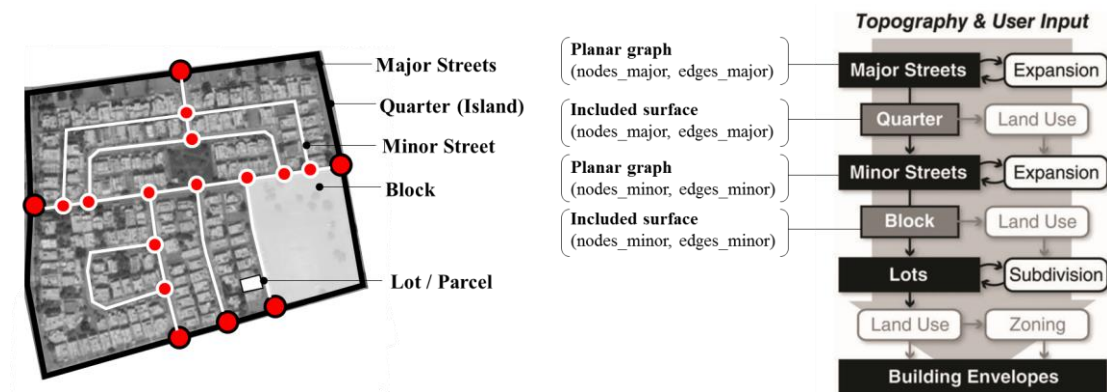 Major Streets
Quarter (Island)
Minor Street
Block
Lot / Parcel
Planar graph
(nodes_major, edges_major)
Included surface
(nodes_major, edges_major)
Planar graph
(nodes_minor, edges_minor)
Included surface
(nodes_minor, edges_minor)
Topography & User Input
Major Streets
Expansion
Quarter
Land Use
Minor Streets
Expansion
Block
Land Use
Lots
Subdivision
Land Use
Zoning
Building Envelopes